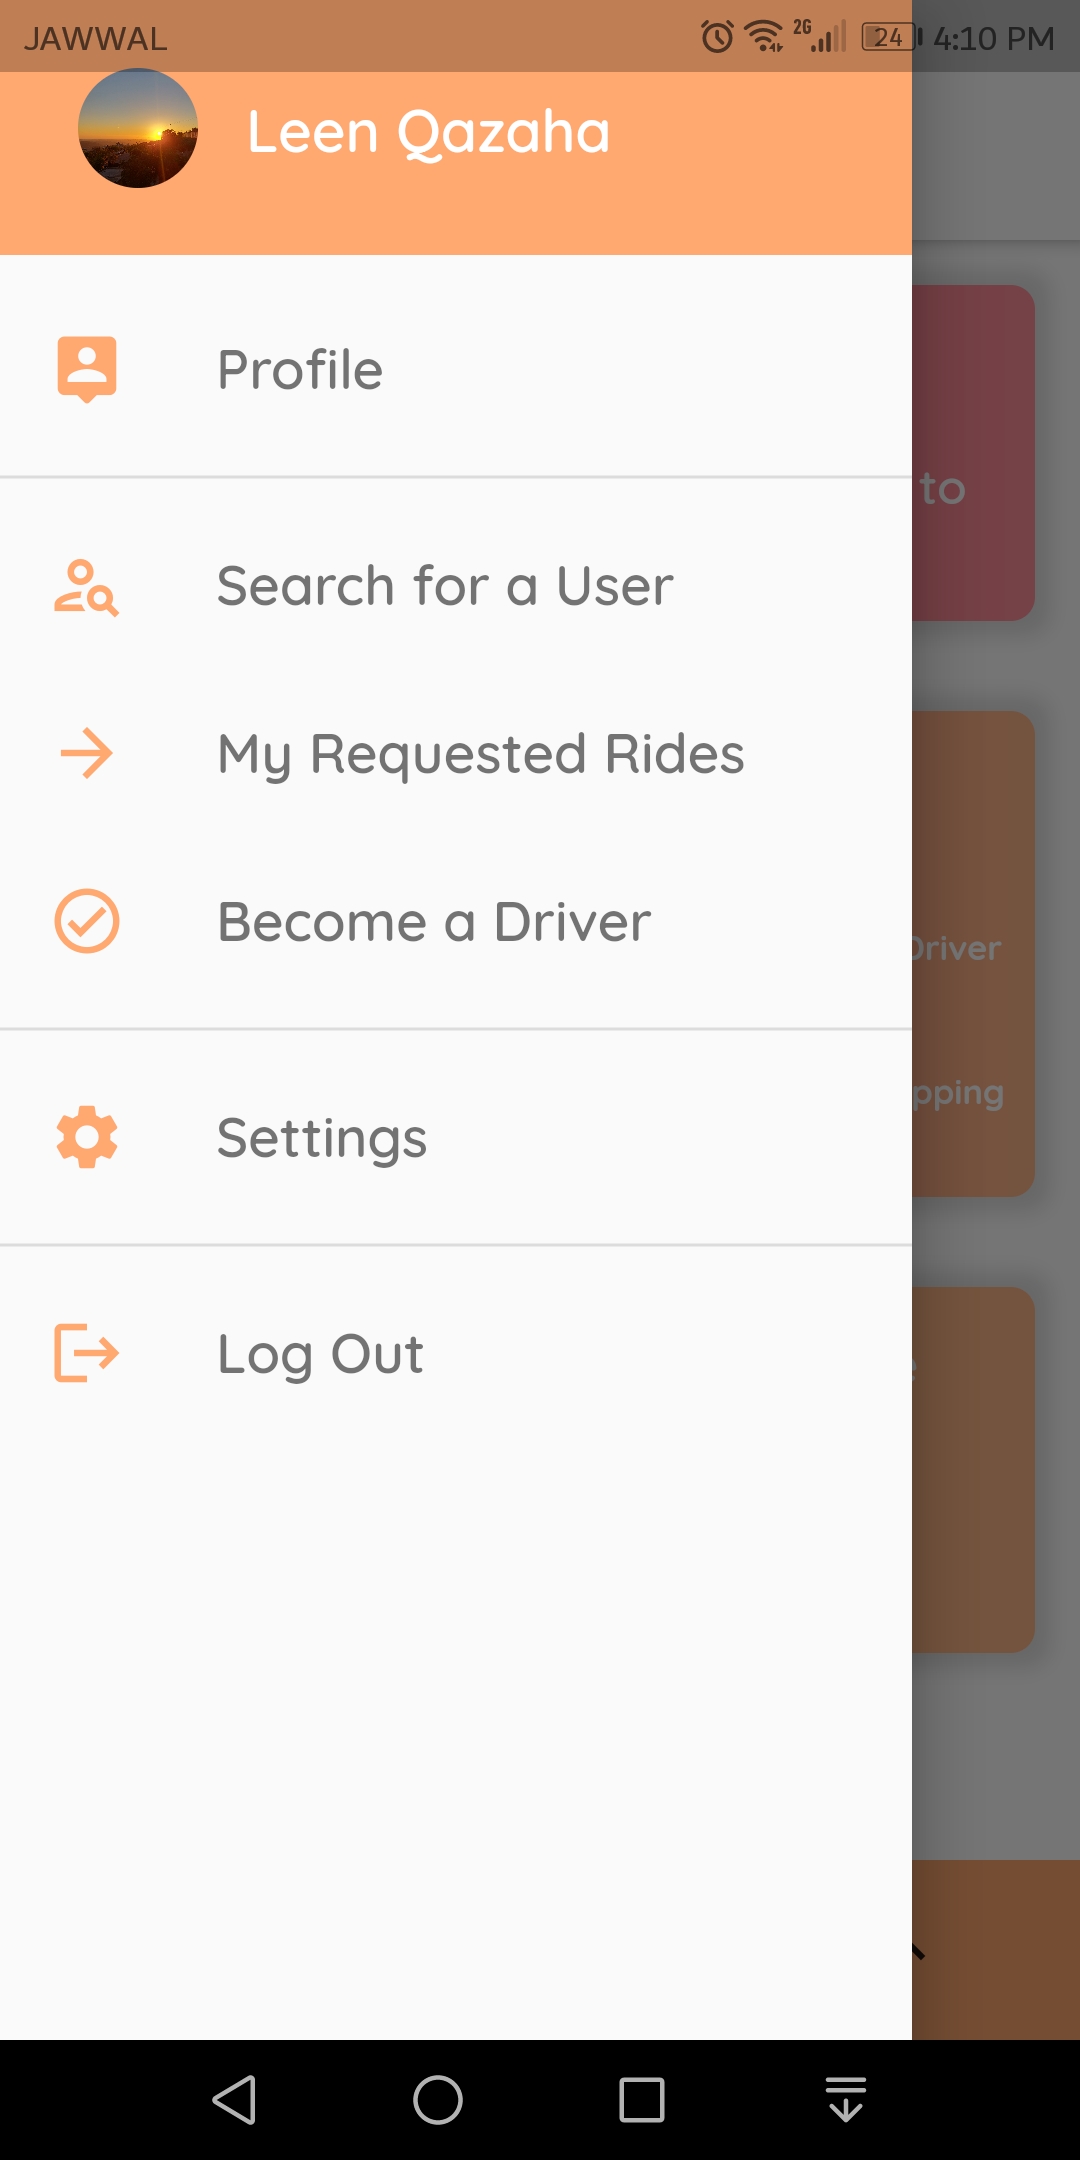 JAWWAL 2G 24 4:10 PM
Leen Qazaha
Profile
to
Search for a User
My Requested Rides
Become a Driver
Driver
pping
Settings
Log Out
e